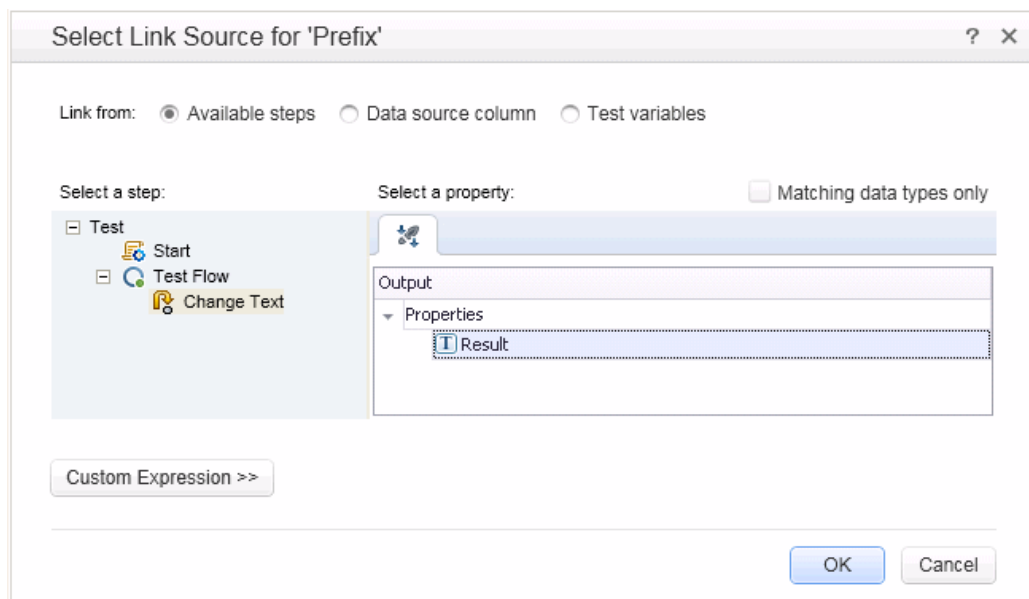 Select Link Source for 'Prefix' ?
Link from: Available steps Data source column Test variables
Select a step: Select a property: Matching data types only
Test
Start
Test Flow
Change Text
Output
Properties
T Result
Custom Expression >>
OK Cancel